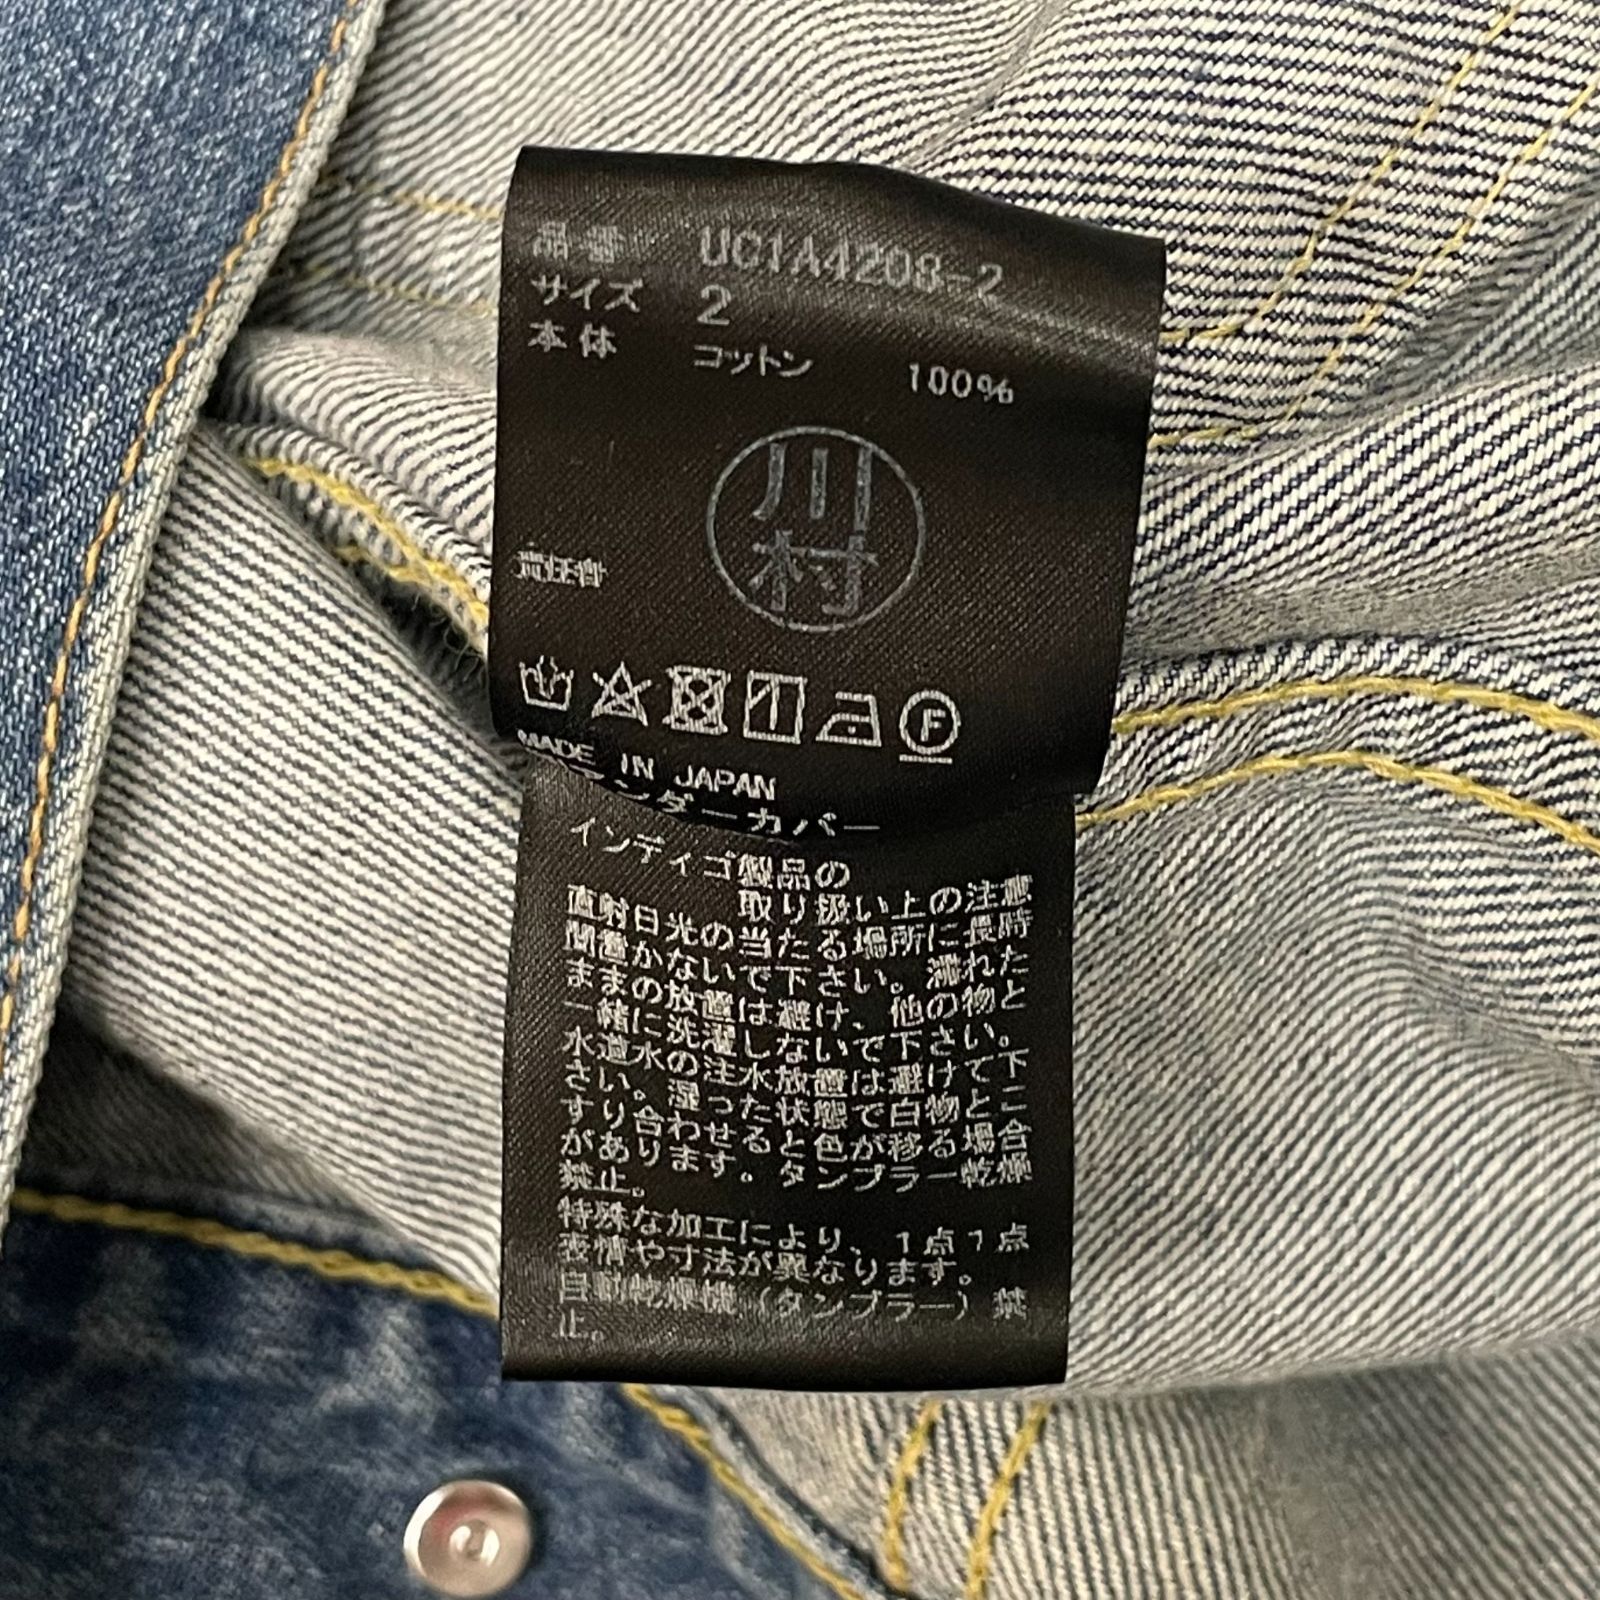 品番 UC1A4208-2
サイズ 2
本体 コットン 100%
川
村
責任者
F
MADE IN JAPAN
アンダーカバー
インディゴ製品の
取り扱い上の注意
直射日光の当たる場所に長時
間置かないで下さい。濡れた
ままの放置は避け、他の物と
一緒に洗濯しないで下さい。
水道水の注水放置は避けて下
さい。湿った状態で白物とこ
すり合わせると色が移る場合
があります。タンブラー乾燥
禁止。
特殊な加工により、1点1点
表情や寸法が異なります。
自動乾燥機(タンブラー)禁
止。